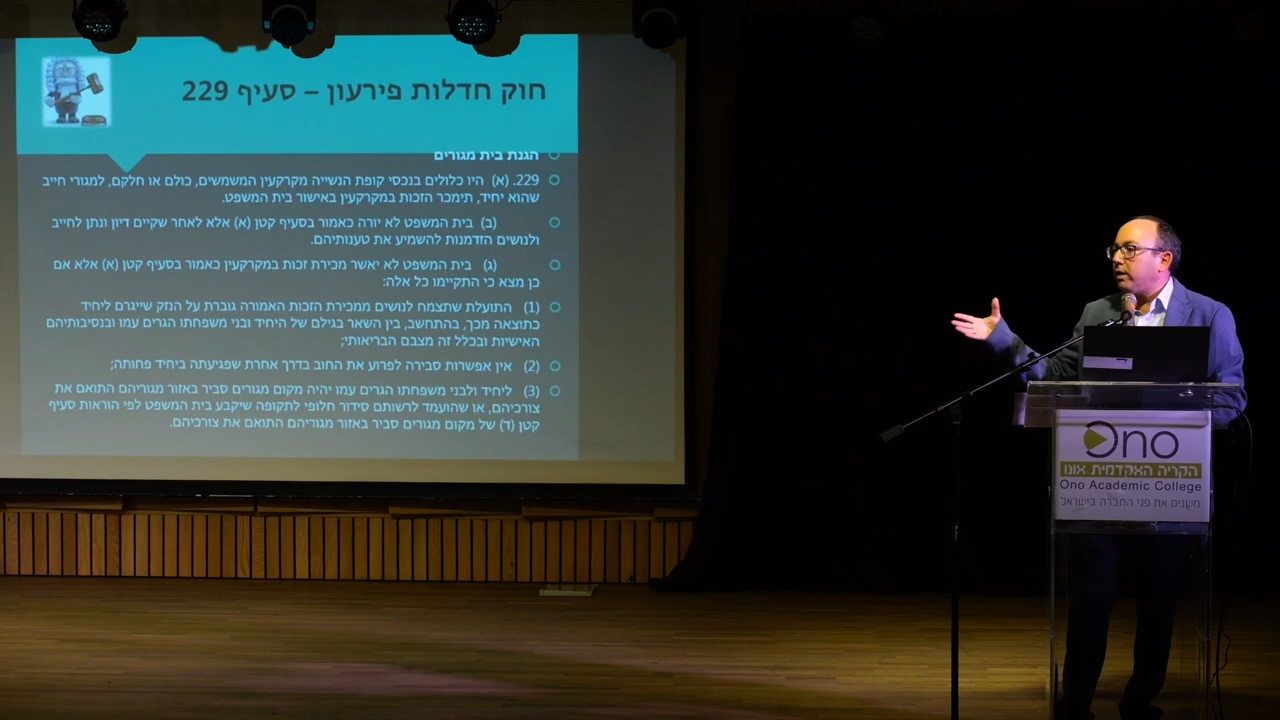 חוק חדלות פירעון – סעיף 229
הגנת בית מגורים
229. (א) היו כלולים בנכסי קופת הנשייה מקרקעין המשמשים, כולם או חלקם, למגורי חייב
שהוא יחיד, תימכר הזכות במקרקעין באישור בית המשפט.
(ב) בית המשפט לא יורה כאמור בסעיף קטן (א) אלא לאחר שקיים דיון ונתן לחייב
ולנושים הזדמנות להשמיע את טענותיהם.
(ג) בית המשפט לא יאשר מכירת זכות במקרקעין כאמור בסעיף קטן (א) אלא אם
כן מצא כי התקיימו כל אלה:
(1) התועלת שתצמח לנושים ממכירת הזכות האמורה גוברת על הנזק שייגרם ליחיד
כתוצאה מכך, בהתחשב, בין השאר בגילם של היחיד ובני משפחתו הגרים עמו ובנסיבותיהם
האישיות ובכלל זה מצבם הבריאותי;
(2) אין אפשרות סבירה לפרוע את החוב בדרך אחרת שפגיעתה ביחיד פחותה;
(3) ליחיד ולבני משפחתו הגרים עמו יהיה מקום מגורים סביר באזור מגוריהם התואם את
צורכיהם, או שהועמד לרשותם סידור חלופי לתקופה שיקבע בית המשפט לפי הוראות סעיף
קטן (ד) של מקום מגורים סביר באזור מגוריהם התואם את צורכיהם.
Ono
הקריה האקדמית אונו
Ono Academic College
משנים את פני החברה בישראל